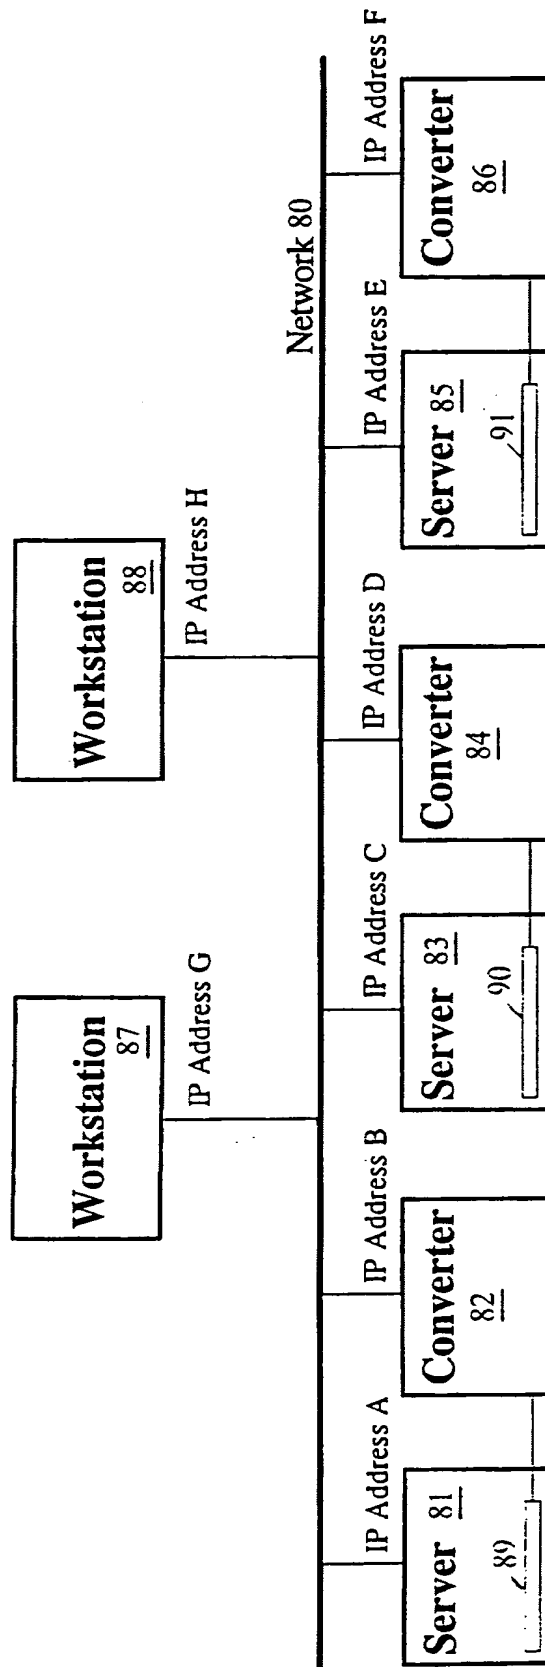 Workstation
87
Workstation
88
IP Address G
IP Address H
Network 80
IP Address A
IP Address B
IP Address C
IP Address D
IP Address E
IP Address F
Server 81
89
Converter
82
Server 83
90
Converter
84
Server 85
91
Converter
86